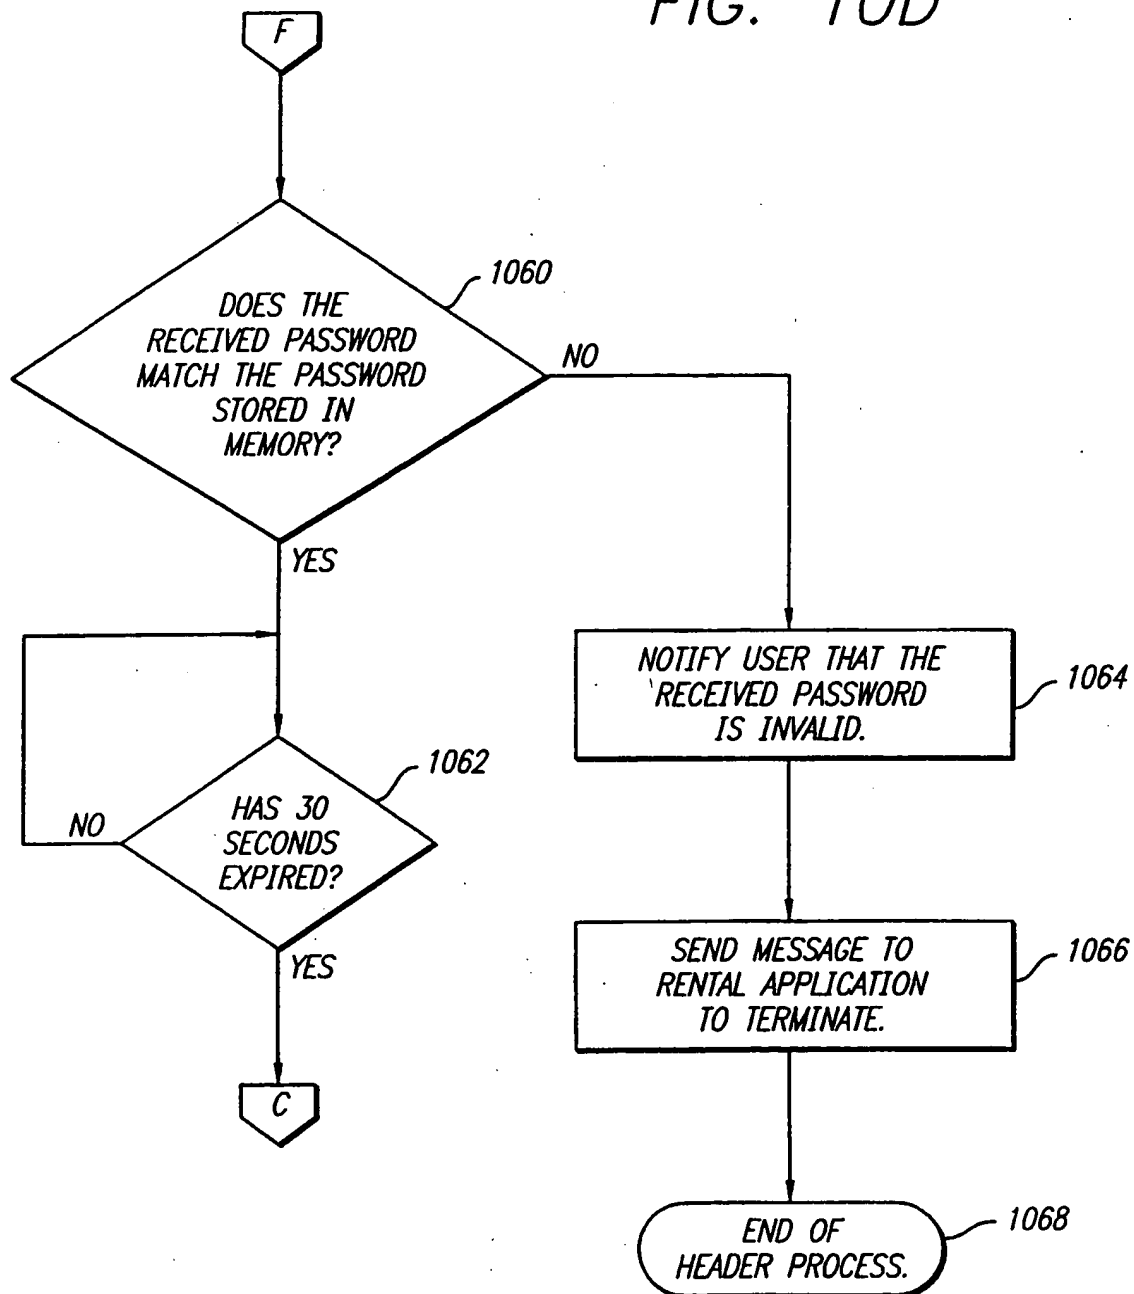 FIG. 10D
F
1060
DOES THE
RECEIVED PASSWORD
MATCH THE PASSWORD
STORED IN
MEMORY?
NO
YES
NOTIFY USER THAT THE
RECEIVED PASSWORD
IS INVALID.
1064
1062
HAS 30
SECONDS
EXPIRED?
NO
YES
SEND MESSAGE TO
RENTAL APPLICATION
TO TERMINATE.
1066
C
END OF
HEADER PROCESS.
1068